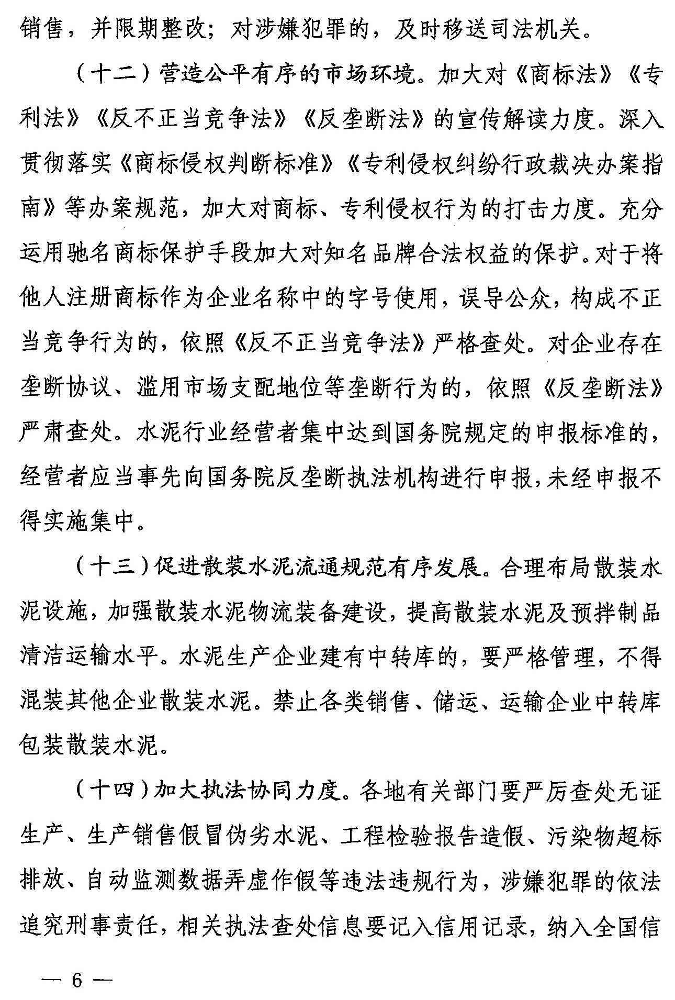 销售，并限期整改；对涉嫌犯罪的，及时移送司法机关。
（十二）营造公平有序的市场环境。加大对《商标法》《专
利法》《反不正当竞争法》《反垄断法》的宣传解读力度。深入
贯彻落实《商标侵权判断标准》《专利侵权纠纷行政裁决办案指
南》等办案规范，加大对商标、专利侵权行为的打击力度。充分
运用驰名商标保护手段加大对知名品牌合法权益的保护。对于将
他人注册商标作为企业名称中的字号使用，误导公众，构成不正
当竞争行为的，依照《反不正当竞争法》严格查处。对企业存在
垄断协议、滥用市场支配地位等垄断行为的，依照《反垄断法》
严肃查处。水泥行业经营者集中达到国务院规定的申报标准的，
经营者应当事先向国务院反垄断执法机构进行申报，未经申报不
得实施集中。
（十三）促进散装水泥流通规范有序发展。合理布局散装水
泥设施，加强散装水泥物流装备建设，提高散装水泥及预拌制品
清洁运输水平。水泥生产企业建有中转库的，要严格管理，不得
混装其他企业散装水泥。禁止各类销售、储运、运输企业中转库
包装散装水泥。
（十四）加大执法协同力度。各地有关部门要严厉查处无证
生产、生产销售假冒伪劣水泥、工程检验报告造假、污染物超标
排放、自动监测数据弄虚作假等违法违规行为，涉嫌犯罪的依法
追究刑事责任，相关执法查处信息要记入信用记录，纳入全国信
— 6 —